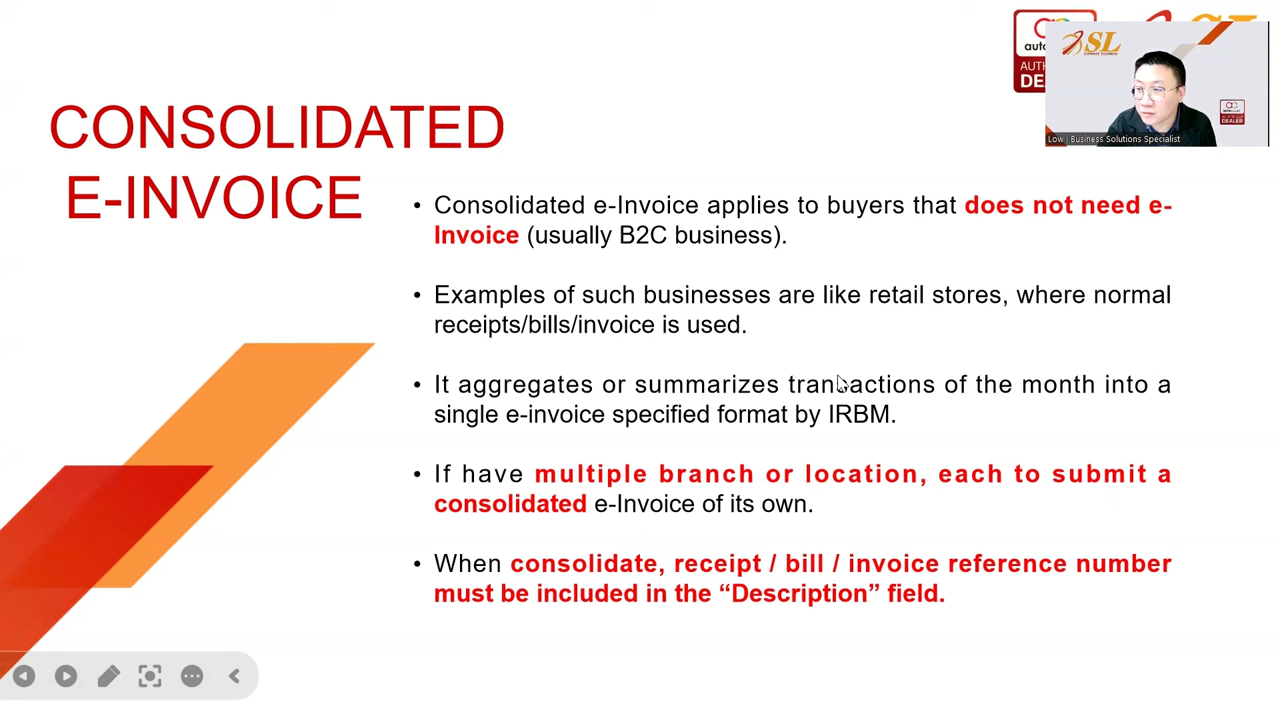 CONSOLIDATED
E-INVOICE
• Consolidated e-Invoice applies to buyers that does not need e-
Invoice (usually B2C business).
• Examples of such businesses are like retail stores, where normal
receipts/bills/invoice is used.
• It aggregates or summarizes transactions of the month into a
single e-invoice specified format by IRBM.
• If have multiple branch or location, each to submit a
consolidated e-Invoice of its own.
• When consolidate, receipt / bill / invoice reference number
must be included in the “Description” field.
SL
Low | Business Solutions Specialist
DEALER